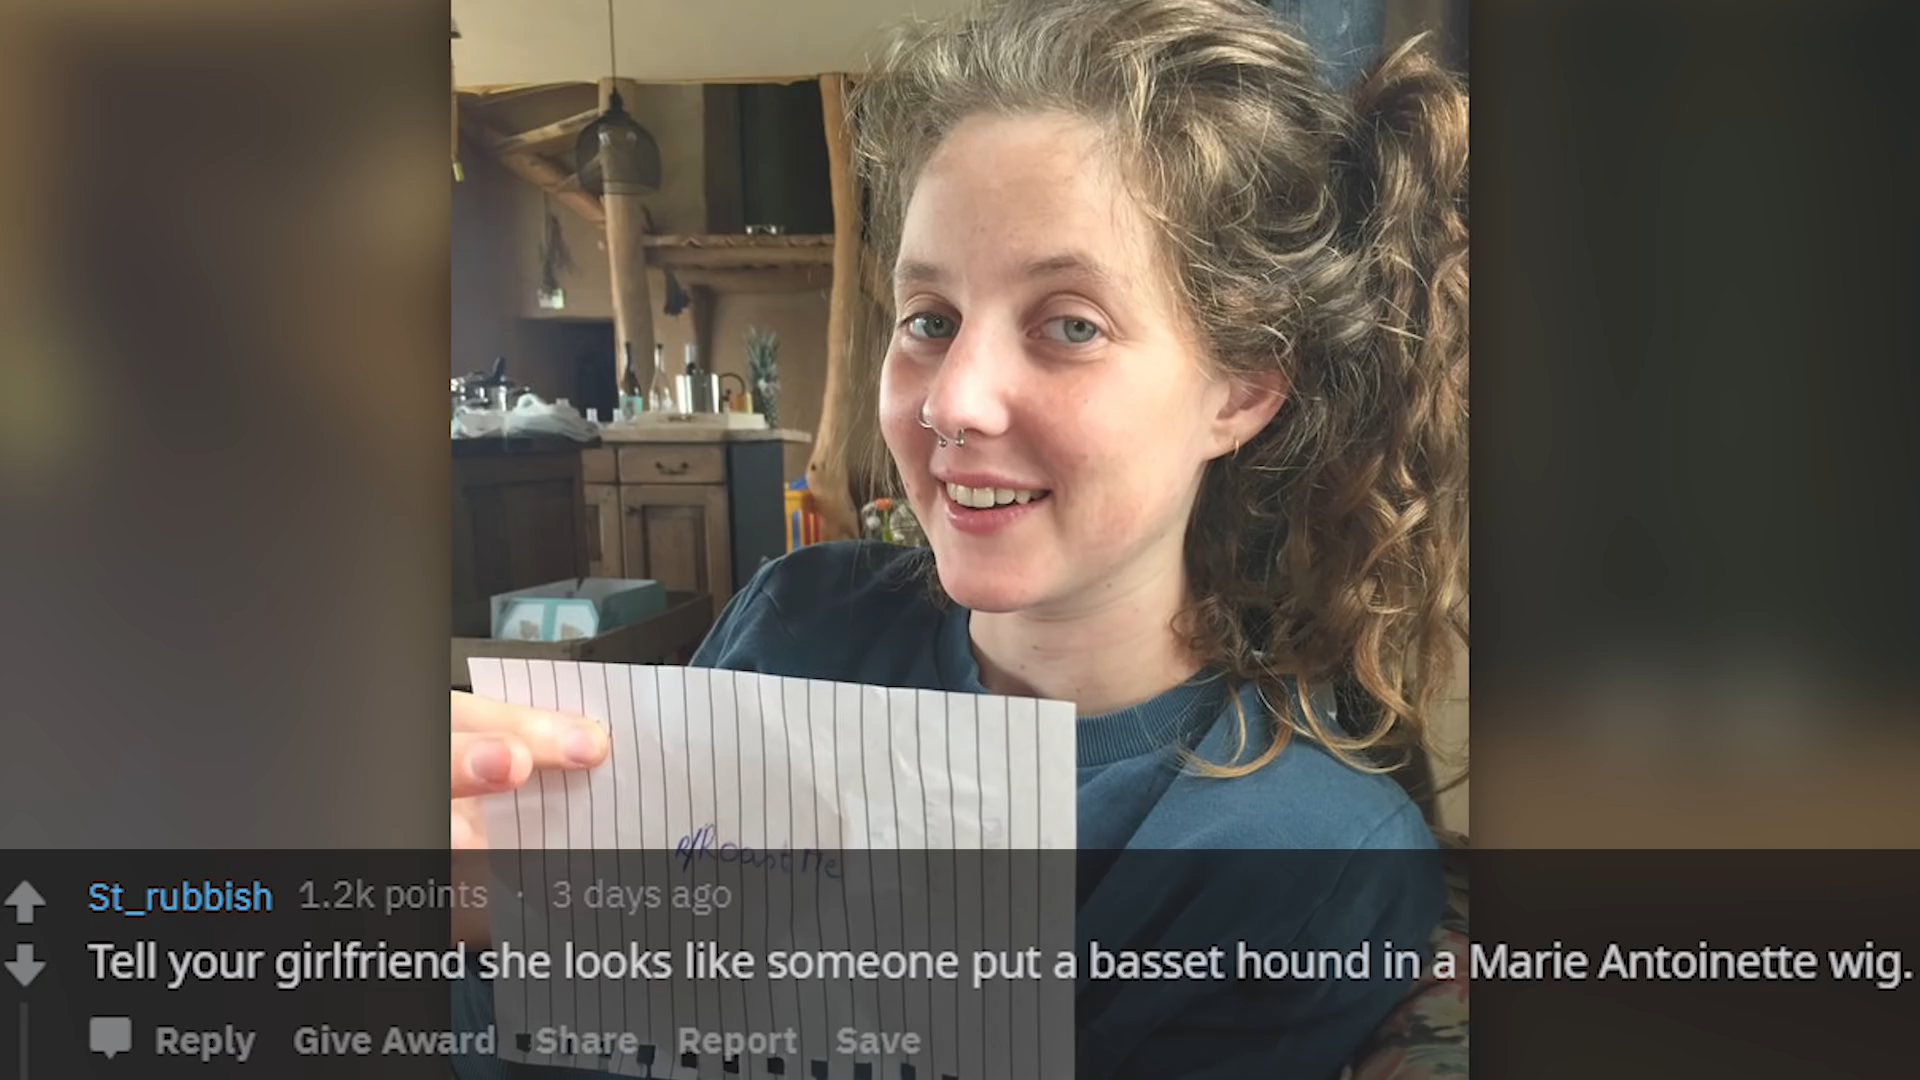 R/RoastMe
St_rubbish 1.2k points · 3 days ago
Tell your girlfriend she looks like someone put a basset hound in a Marie Antoinette wig.
Reply Give Award Share Report Save